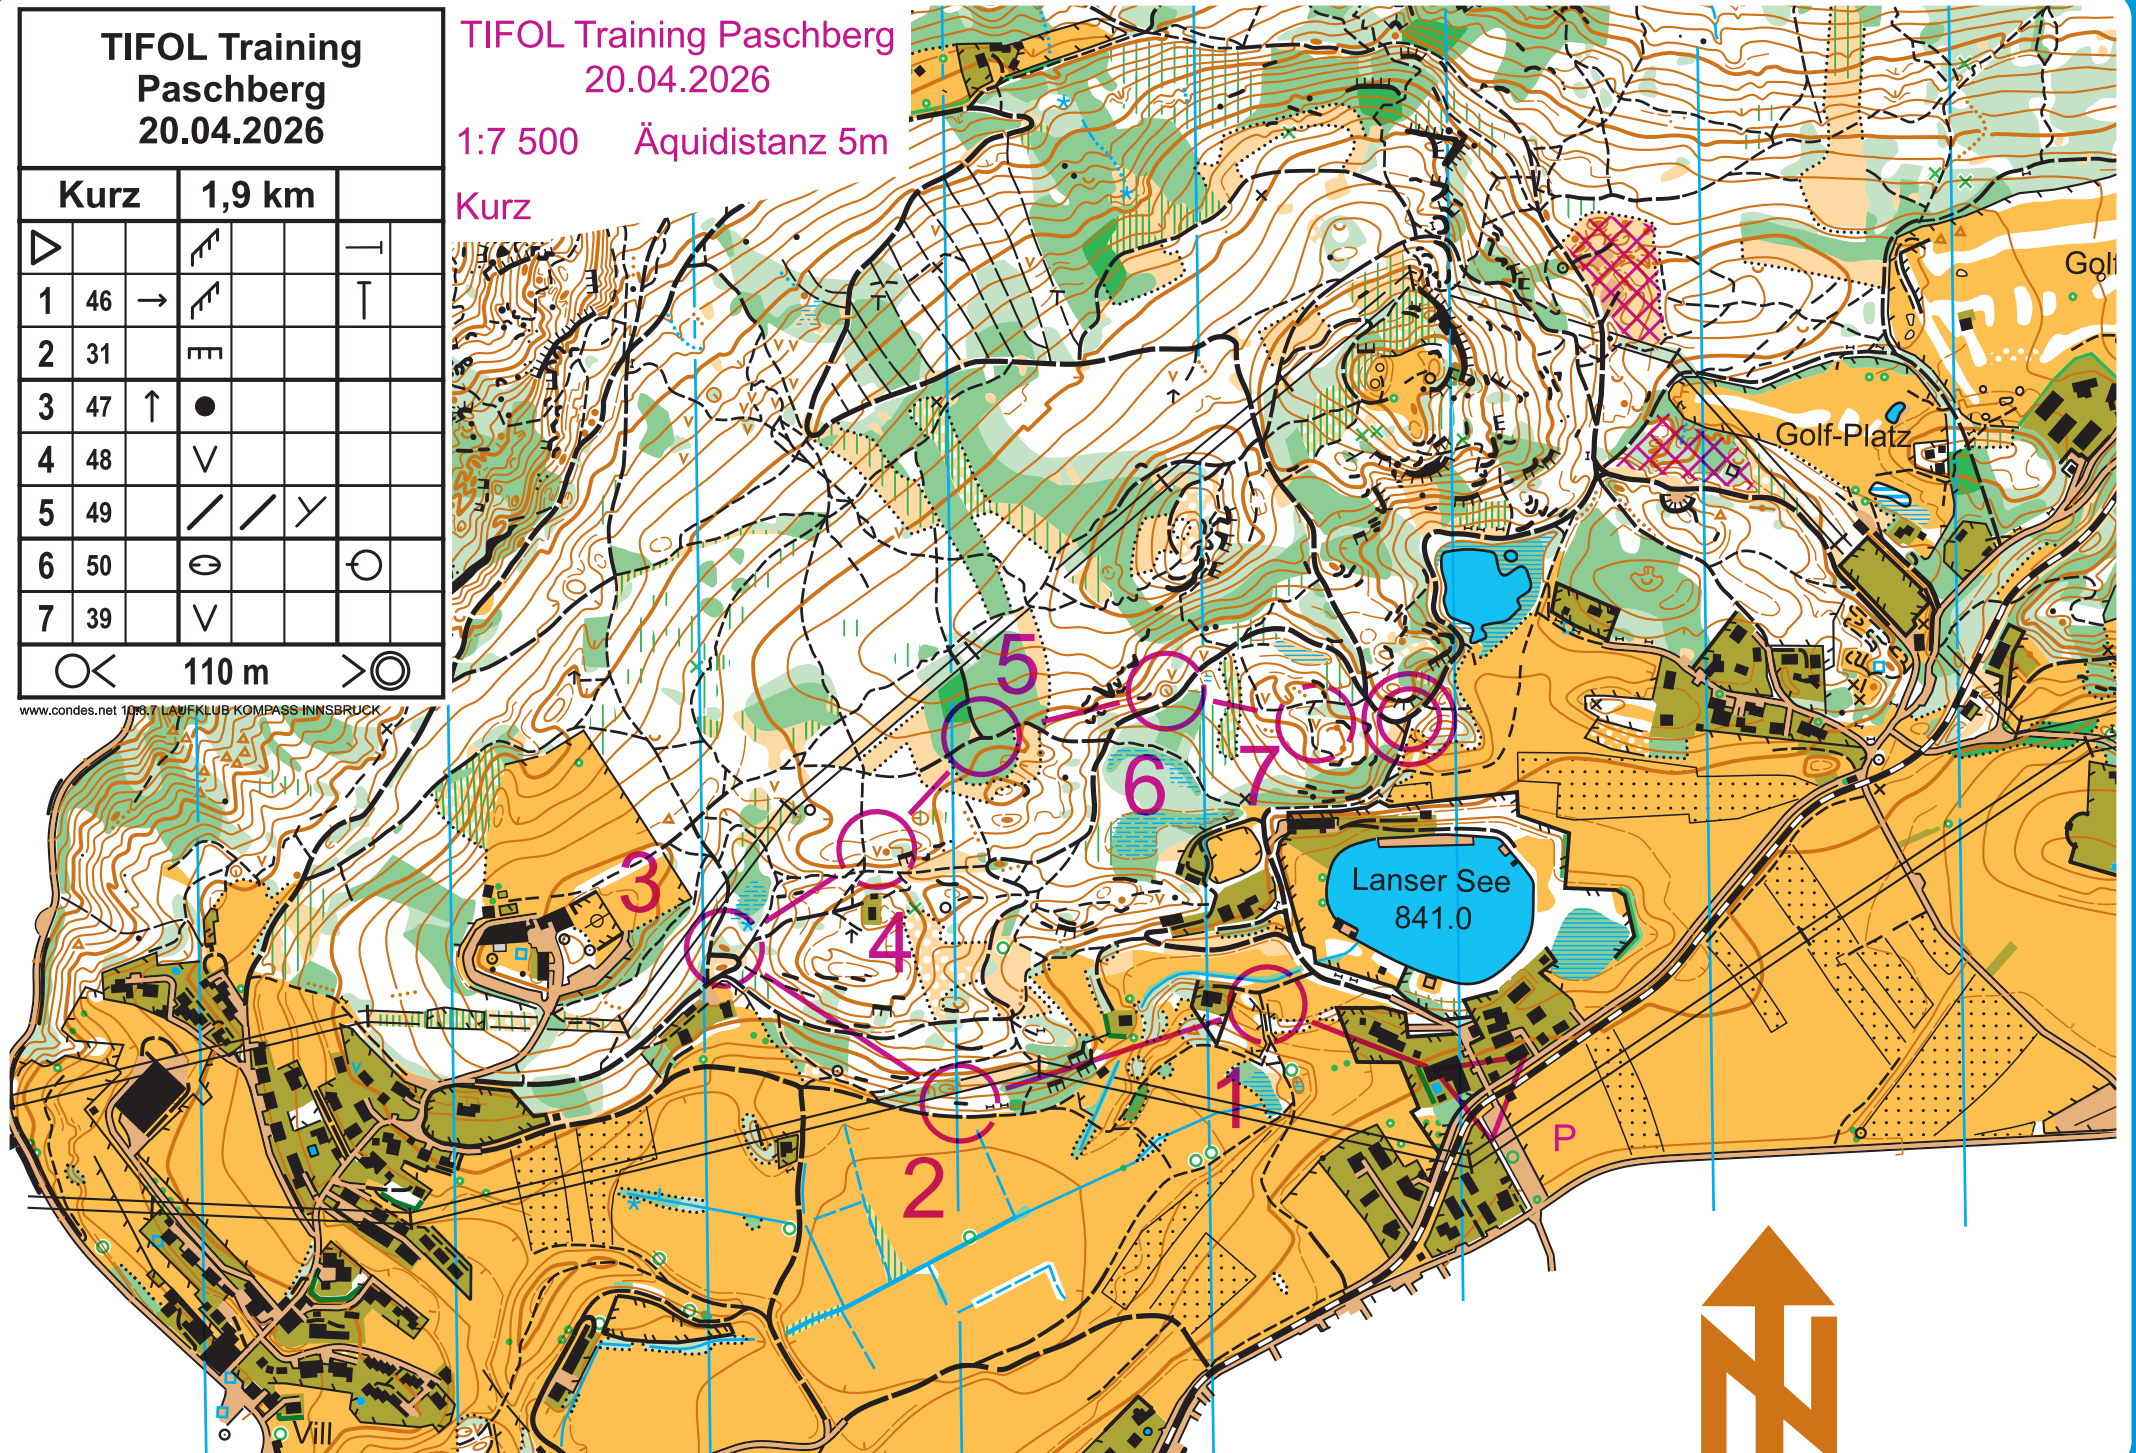 TIFOL Training
Paschberg
20.04.2026
Kurz 1,9 km
1 46
2 31
3 47
4 48
5 49
6 50
7 39
110 m
www.condes.net 10.8.7 LAUFKLUB KOMPASS INNSBRUCK
TIFOL Training Paschberg
20.04.2026
1:7 500 Äquidistanz 5m
Kurz
Golf
Golf-Platz
5
6
7
3
4
Lanser See
841.0
1
P
2
Vill
N